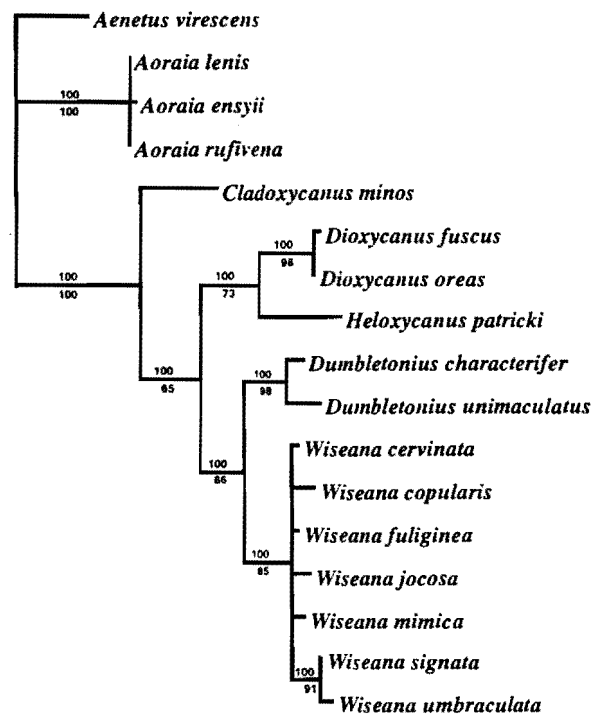 Aenetus virescens
Aoraia lenis
100
Aoraia ensyii
100
Aoraia rufivena
Cladoxycanus minos
Dioxycanus fuscus
100
98
100
100
Dioxycanus oreas
100
73
Heloxycanus patricki
Dumbletonius characterifer
100
100
65
98
Dumbletonius unimaculatus
Wiseana cervinata
100
86
Wiseana copularis
Wiseana fuliginea
100
85
Wiseana jocosa
Wiseana mimica
Wiseana signata
100
91
Wiseana umbraculata